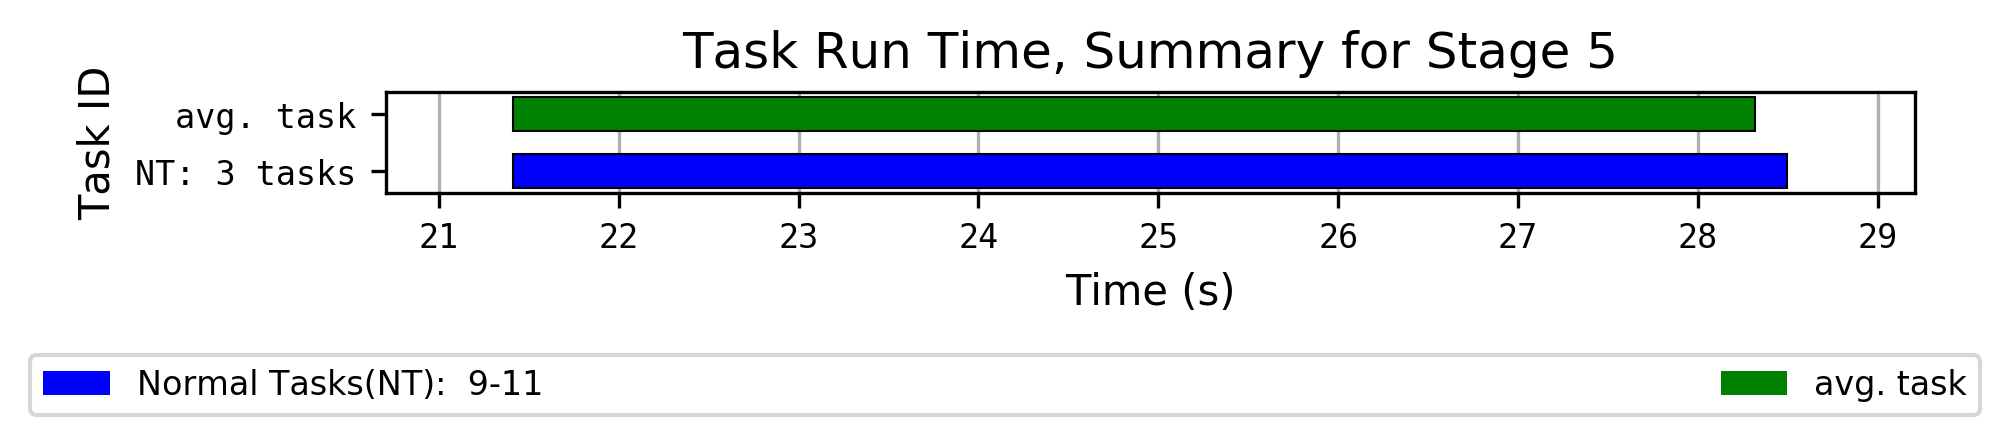 Task Run Time, Summary for Stage 5
Task ID
avg. task
NT: 3 tasks
21 22 23 24 25 26 27 28 29
Time (s)
Normal Tasks(NT):  9-11
avg. task